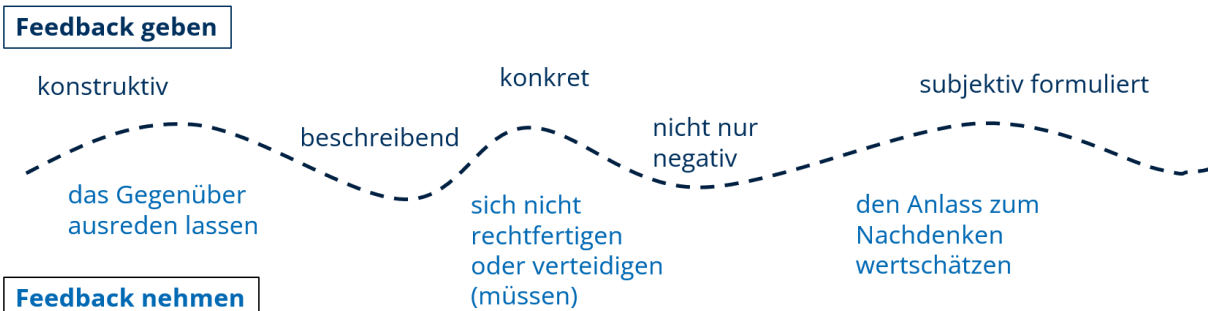 Feedback geben
konstruktiv
beschreibend
konkret
nicht nur
negativ
subjektiv formuliert
das Gegenüber
ausreden lassen
sich nicht
rechtfertigen
oder verteidigen
(müssen)
den Anlass zum
Nachdenken
wertschätzen
Feedback nehmen